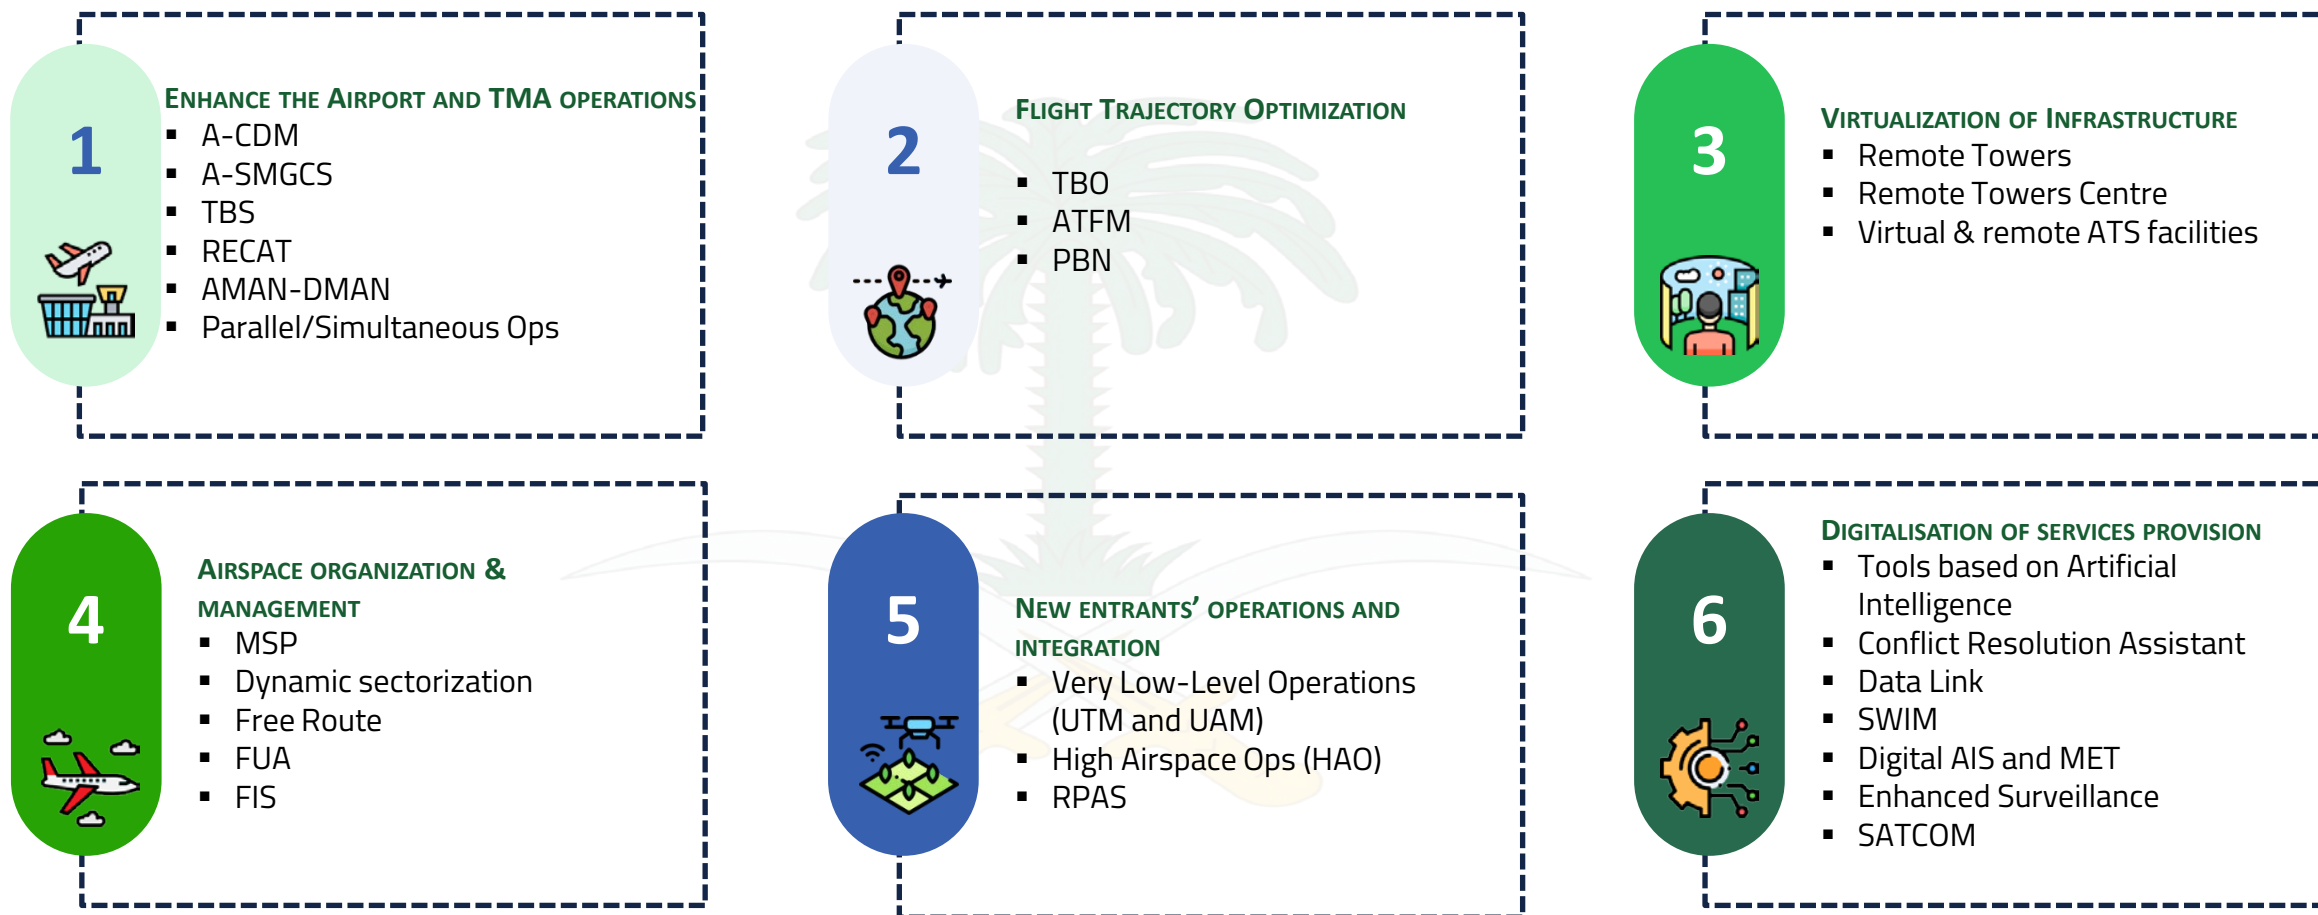 1
ENHANCE THE AIRPORT AND TMA OPERATIONS
▪ A-CDM
▪ A-SMGCS
▪ TBS
▪ RECAT
▪ AMAN-DMAN
▪ Parallel/Simultaneous Ops
2
FLIGHT TRAJECTORY OPTIMIZATION
▪ TBO
▪ ATFM
▪ PBN
3
VIRTUALIZATION OF INFRASTRUCTURE
▪ Remote Towers
▪ Remote Towers Centre
▪ Virtual & remote ATS facilities
4
AIRSPACE ORGANIZATION &
MANAGEMENT
▪ MSP
▪ Dynamic sectorization
▪ Free Route
▪ FUA
▪ FIS
5
NEW ENTRANTS’ OPERATIONS AND
INTEGRATION
▪ Very Low-Level Operations
(UTM and UAM)
▪ High Airspace Ops (HAO)
▪ RPAS
6
DIGITALISATION OF SERVICES PROVISION
▪ Tools based on Artificial
Intelligence
▪ Conflict Resolution Assistant
▪ Data Link
▪ SWIM
▪ Digital AIS and MET
▪ Enhanced Surveillance
▪ SATCOM